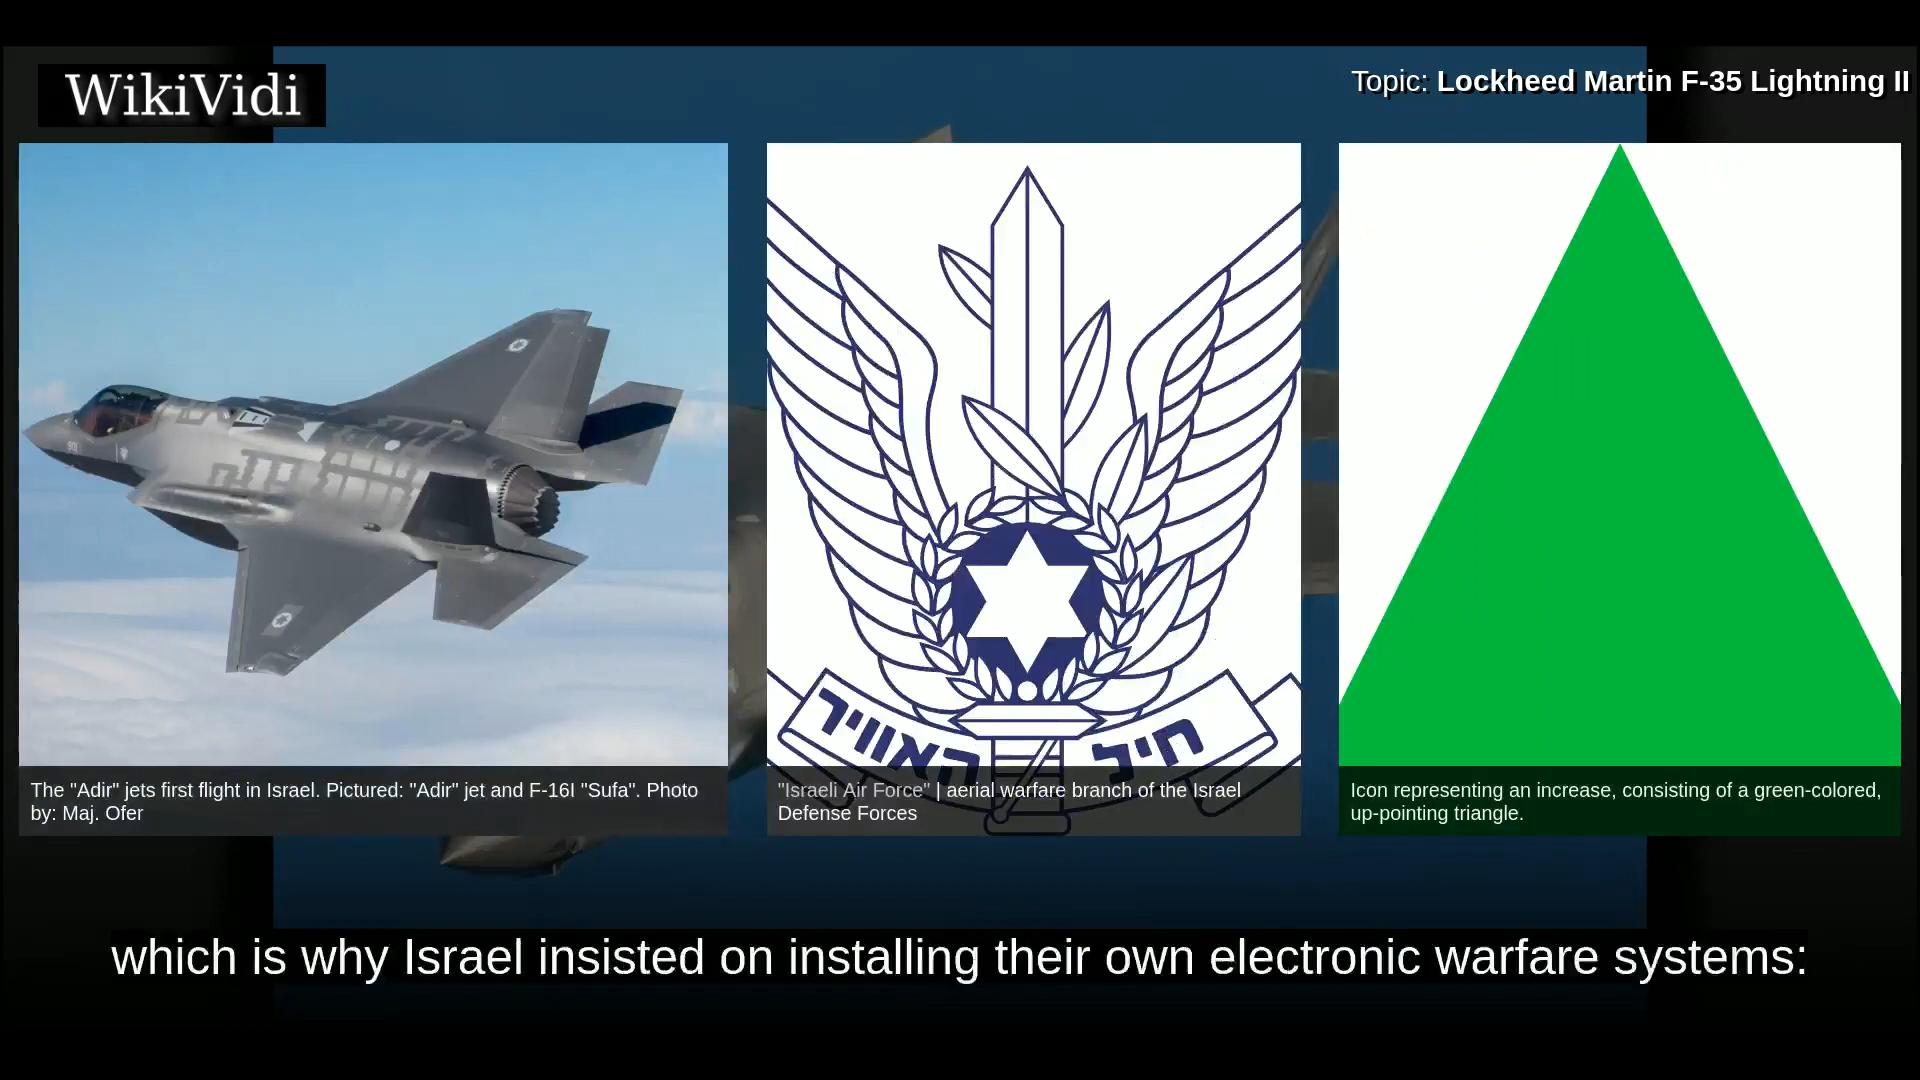 WikiVidi
Topic: Lockheed Martin F-35 Lightning II
901
חיל האוויר
The "Adir" jets first flight in Israel. Pictured: "Adir" jet and F-16I "Sufa". Photo
by: Maj. Ofer
"Israeli Air Force" | aerial warfare branch of the Israel
Defense Forces
Icon representing an increase, consisting of a green-colored,
up-pointing triangle.
which is why Israel insisted on installing their own electronic warfare systems: